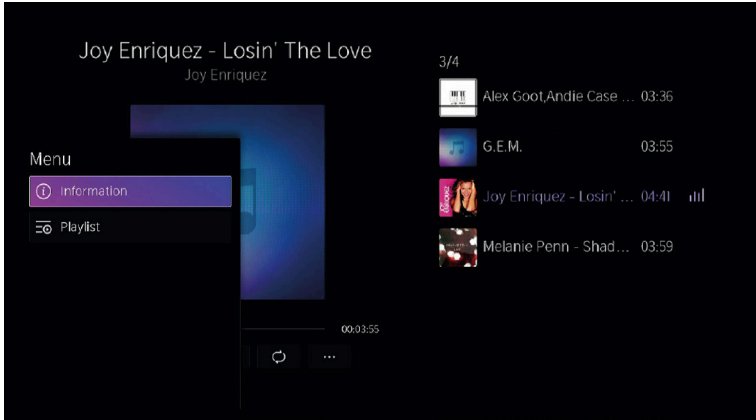 Joy Enriquez - Losin' The Love
Joy Enriquez
Menu
Information
Playlist
00:03:55
3/4
Alex Goot,Andie Case ... 03:36
G.E.M. 03:55
Joy Enriquez - Losin' ... 04:41
Melanie Penn - Shad... 03:59